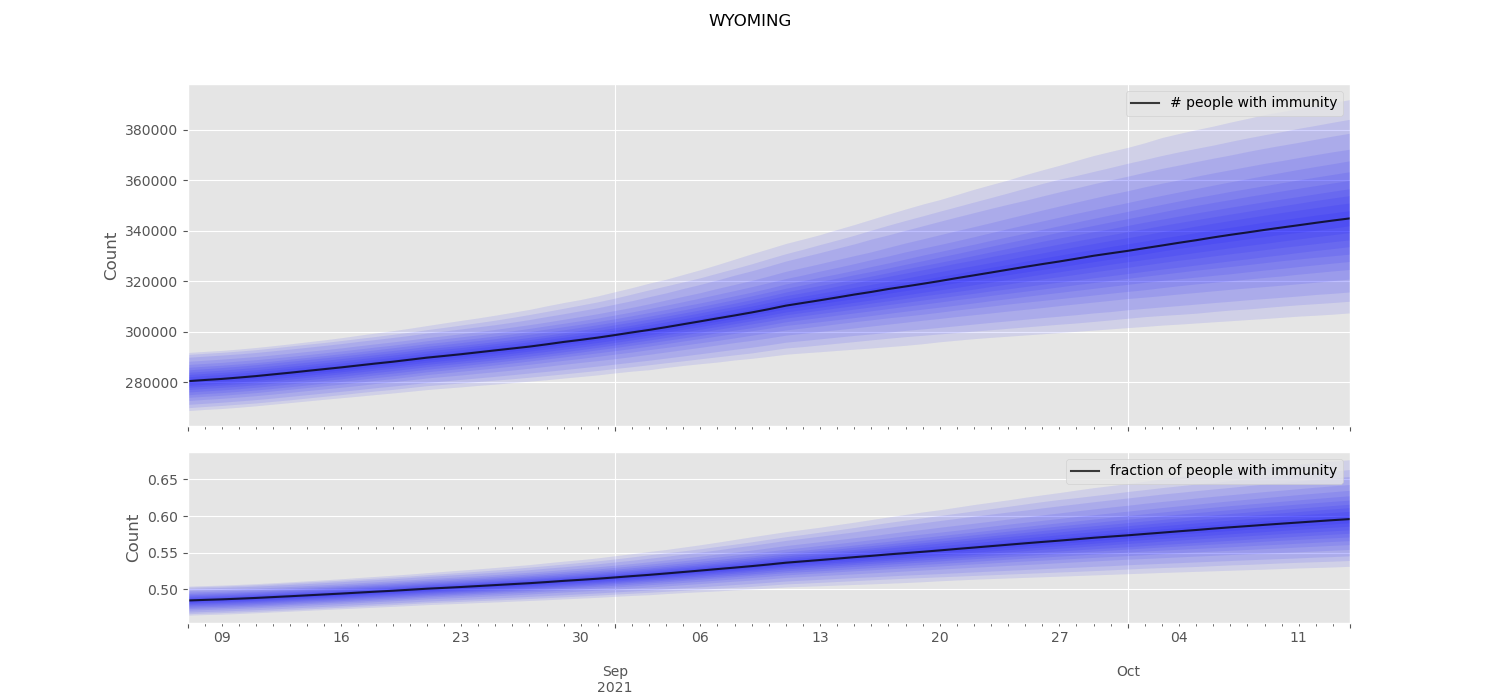 WYOMING
# people with immunity
380000
360000
340000
320000
300000
280000
Count
fraction of people with immunity
0.65
0.60
0.55
0.50
Count
09 16 23 30 06 13 20 27 04 11
Sep Oct
2021